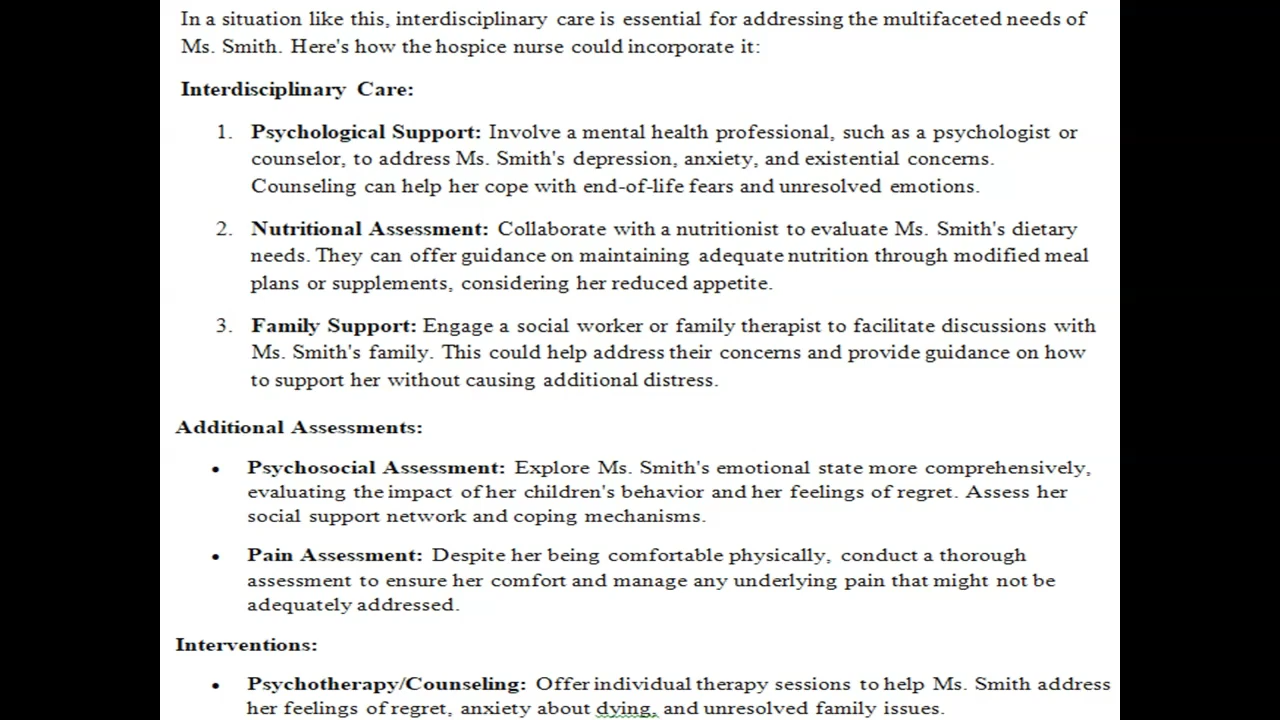 In a situation like this, interdisciplinary care is essential for addressing the multifaceted needs of
Ms. Smith. Here's how the hospice nurse could incorporate it:
Interdisciplinary Care:
1. Psychological Support: Involve a mental health professional, such as a psychologist or
counselor, to address Ms. Smith's depression, anxiety, and existential concerns.
Counseling can help her cope with end-of-life fears and unresolved emotions.
2. Nutritional Assessment: Collaborate with a nutritionist to evaluate Ms. Smith's dietary
needs. They can offer guidance on maintaining adequate nutrition through modified meal
plans or supplements, considering her reduced appetite.
3. Family Support: Engage a social worker or family therapist to facilitate discussions with
Ms. Smith's family. This could help address their concerns and provide guidance on how
to support her without causing additional distress.
Additional Assessments:
• Psychosocial Assessment: Explore Ms. Smith's emotional state more comprehensively,
evaluating the impact of her children's behavior and her feelings of regret. Assess her
social support network and coping mechanisms.
• Pain Assessment: Despite her being comfortable physically, conduct a thorough
assessment to ensure her comfort and manage any underlying pain that might not be
adequately addressed.
Interventions:
• Psychotherapy/Counseling: Offer individual therapy sessions to help Ms. Smith address
her feelings of regret, anxiety about dying, and unresolved family issues.